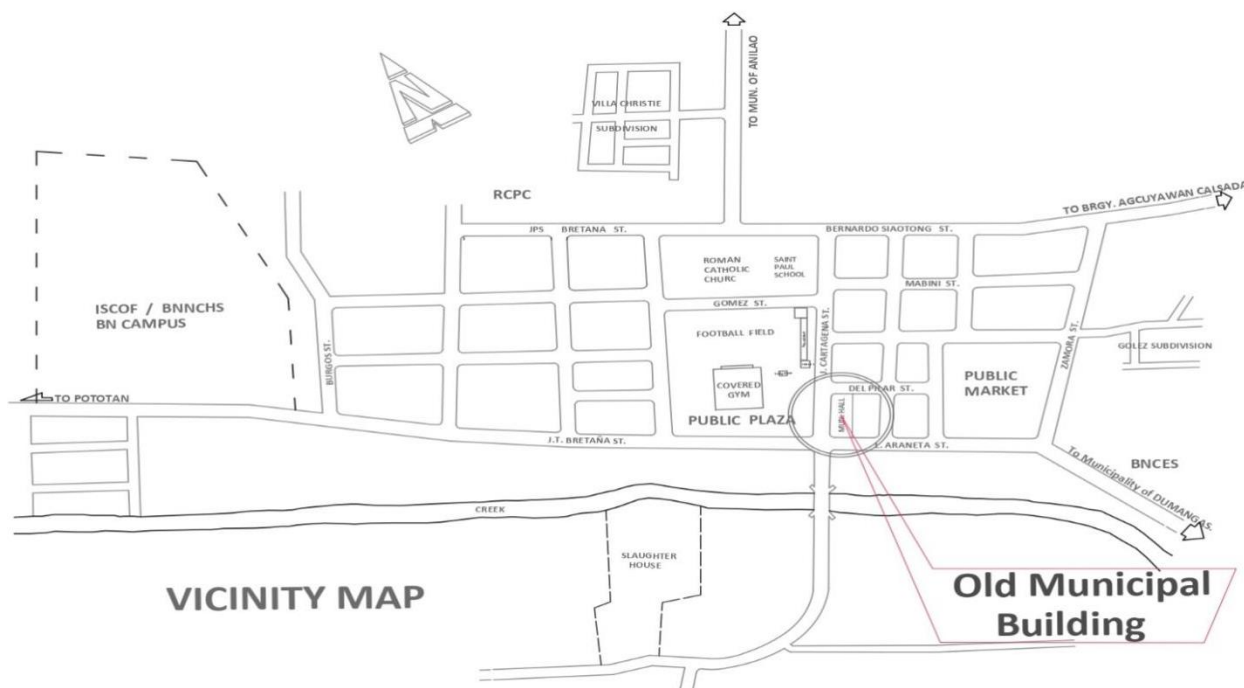 N
TO MUN. OF ANILAO
VILLA CHRISTIE
SUBDIVISION
RCPC
TO BRGY. AGCUYAWAN CALSADA
JPS BRETANA ST.
BERNARDO SIAOTONG ST.
ROMAN
CATHOLIC
CHURC
SAINT
PAUL
SCHOOL
MABINI ST.
GOMEZ ST.
ISCOF / BNNCHS
BN CAMPUS
BURGOS ST.
FOOTBALL FIELD
J. CARTAGENA ST.
ZAMORA ST.
GOLEZ SUBDIVISION
COVERED
GYM
DEL PILAR ST.
PUBLIC
MARKET
TO POTOTAN
PUBLIC PLAZA
MUN. HALL
J.T. BRETAÑA ST.
L. ARANETA ST.
BNCES
To Municipality of DUMANGAS.
CREEK
SLAUGHTER
HOUSE
VICINITY MAP
Old Municipal
Building